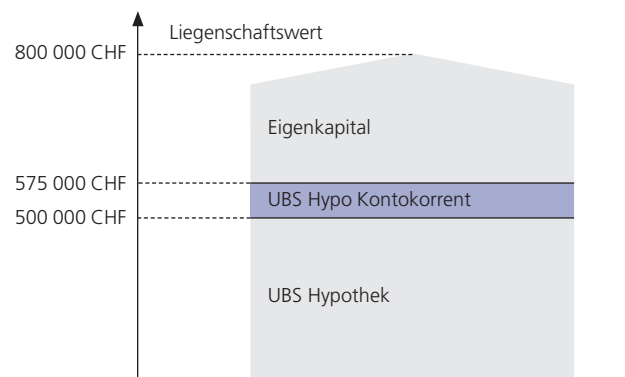 Liegenschaftswert
800 000 CHF
Eigenkapital
575 000 CHF
UBS Hypo Kontokorrent
500 000 CHF
UBS Hypothek